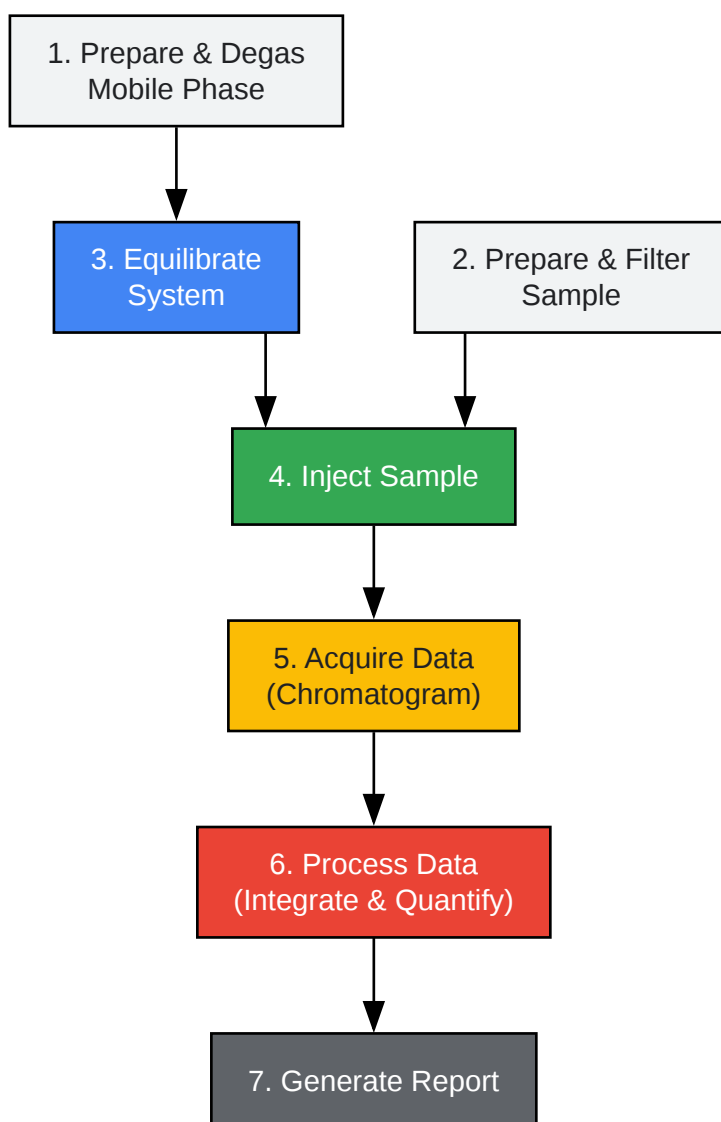 1. Prepare & Degas
Mobile Phase
3. Equilibrate
System
2. Prepare & Filter
Sample
4. Inject Sample
5. Acquire Data
(Chromatogram)
6. Process Data
(Integrate & Quantify)
7. Generate Report